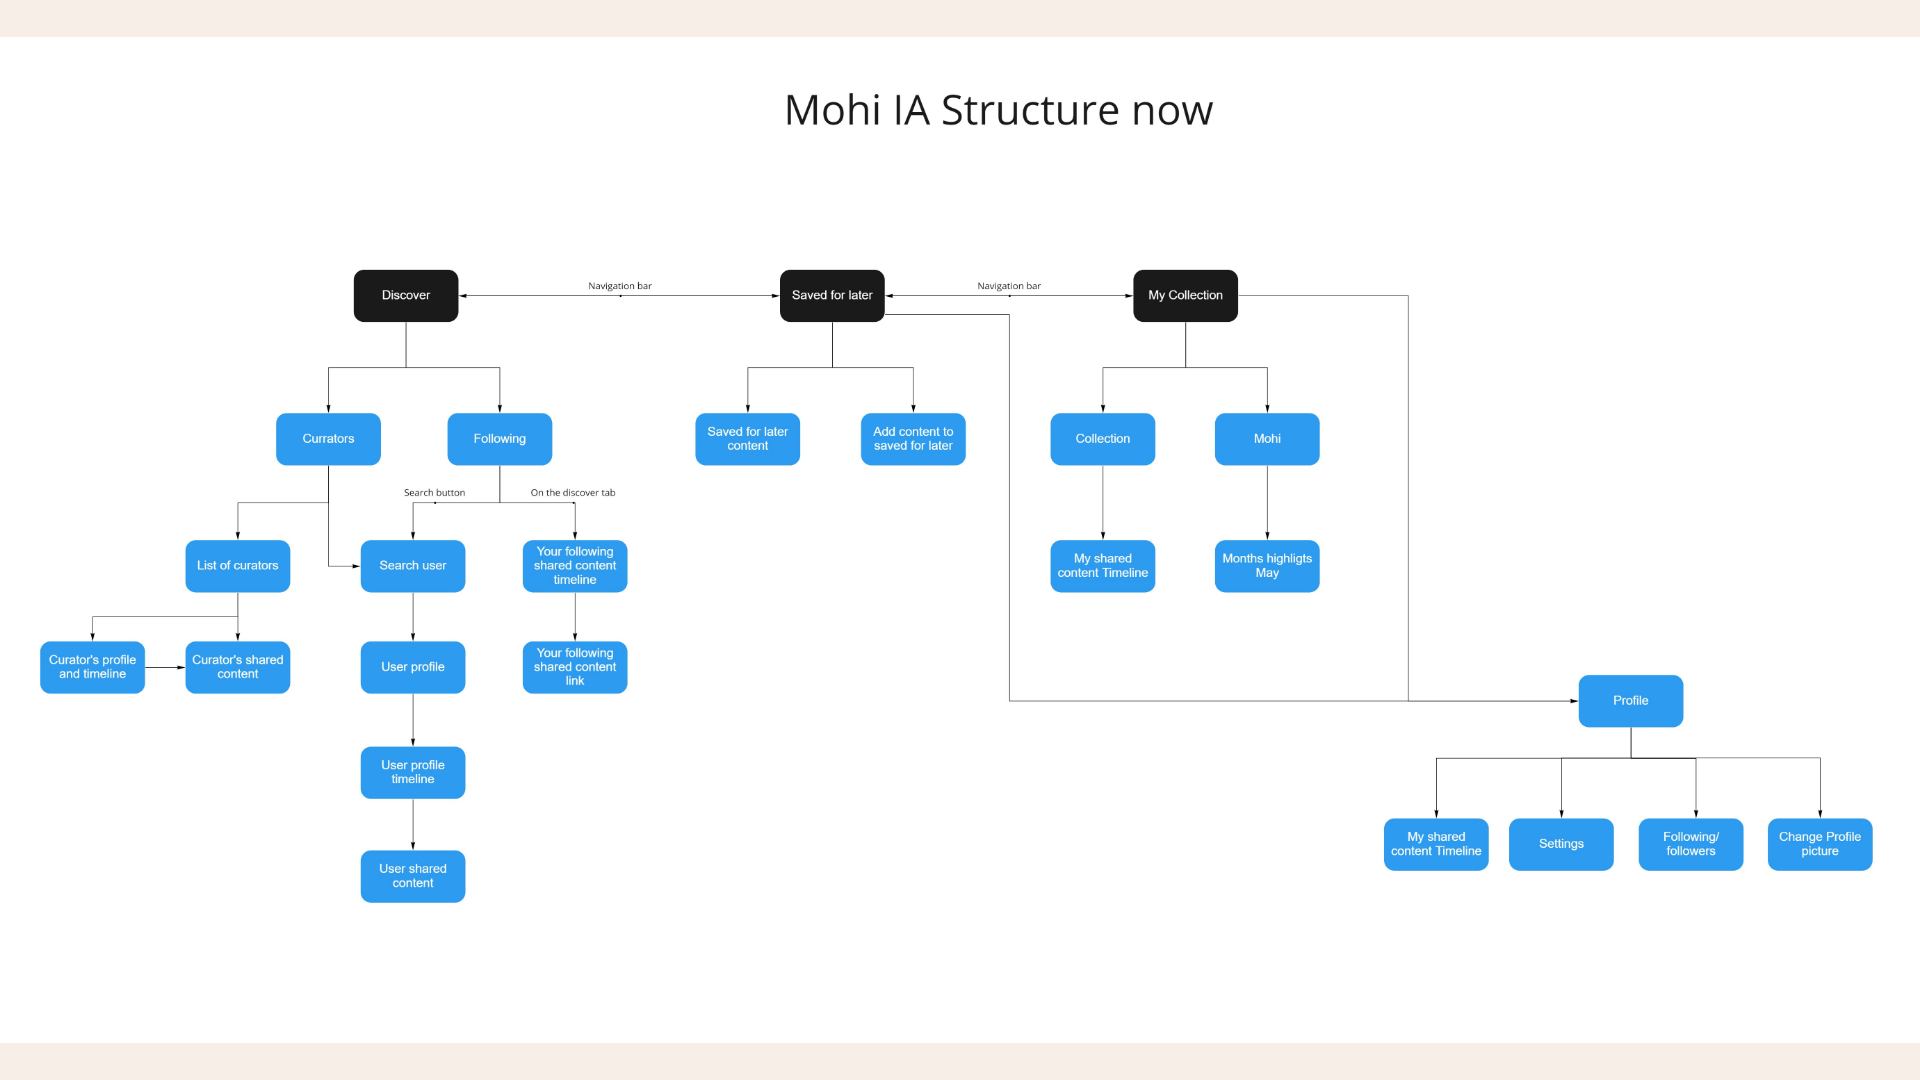 Mohi IA Structure now
Discover
Navigation bar
Saved for later
Navigation bar
My Collection
Currators
Following
Saved for later
content
Add content to
saved for later
Collection
Mohi
Search button
On the discover tab
List of curators
Search user
Your following
shared content
timeline
My shared
content Timeline
Months highligts
May
Curator's profile
and timeline
Curator's shared
content
User profile
Your following
shared content
link
Profile
User profile
timeline
My shared
content Timeline
Settings
Following/
followers
Change Profile
picture
User shared
content